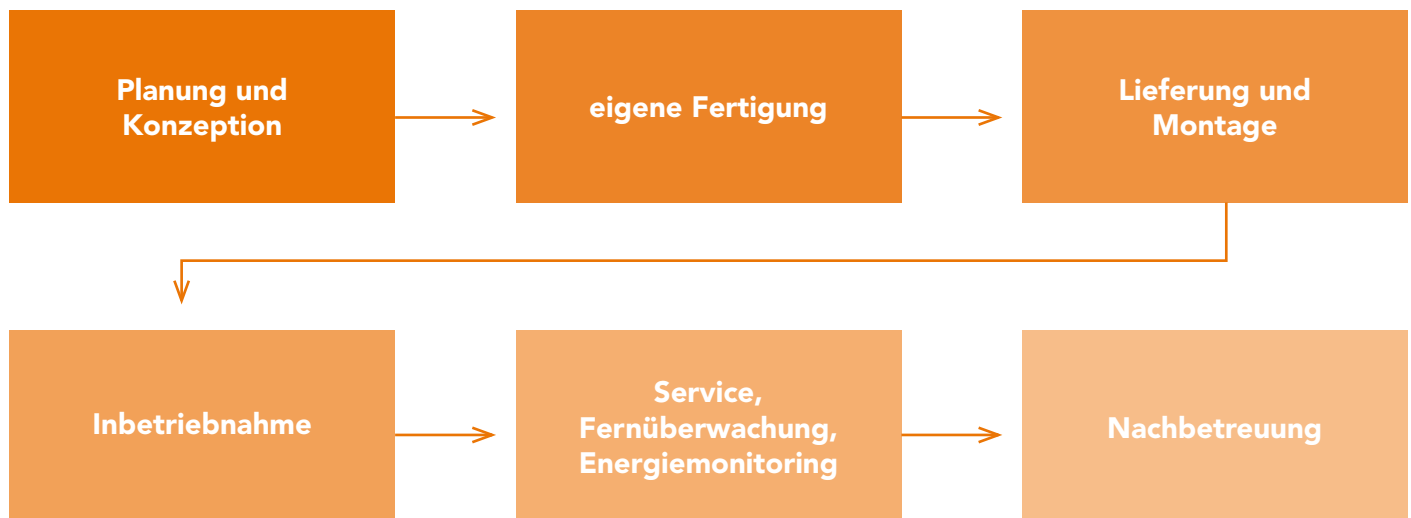 Planung und
Konzeption
eigene Fertigung
Lieferung und
Montage
Inbetriebnahme
Service,
Fernüberwachung,
Energiemonitoring
Nachbetreuung